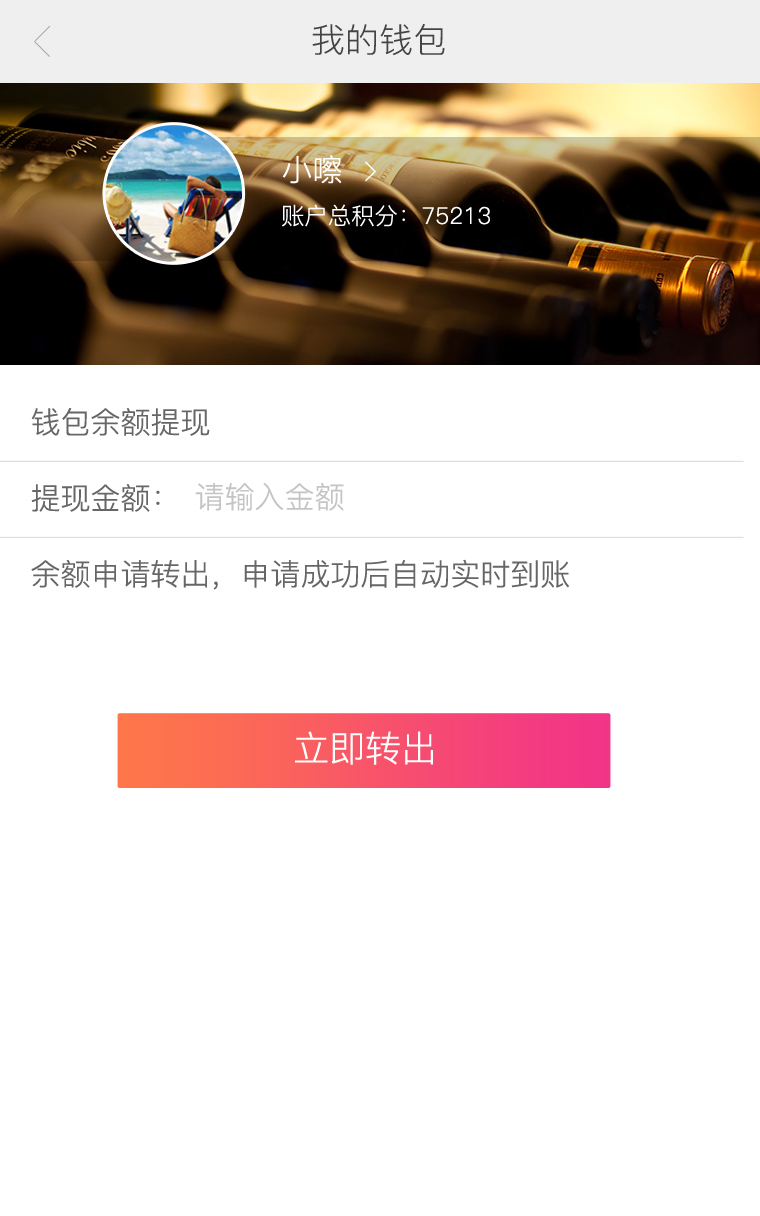 我的钱包
小嚓
账户总积分：75213
钱包余额提现
提现金额： 请输入金额
余额申请转出，申请成功后自动实时到账
立即转出